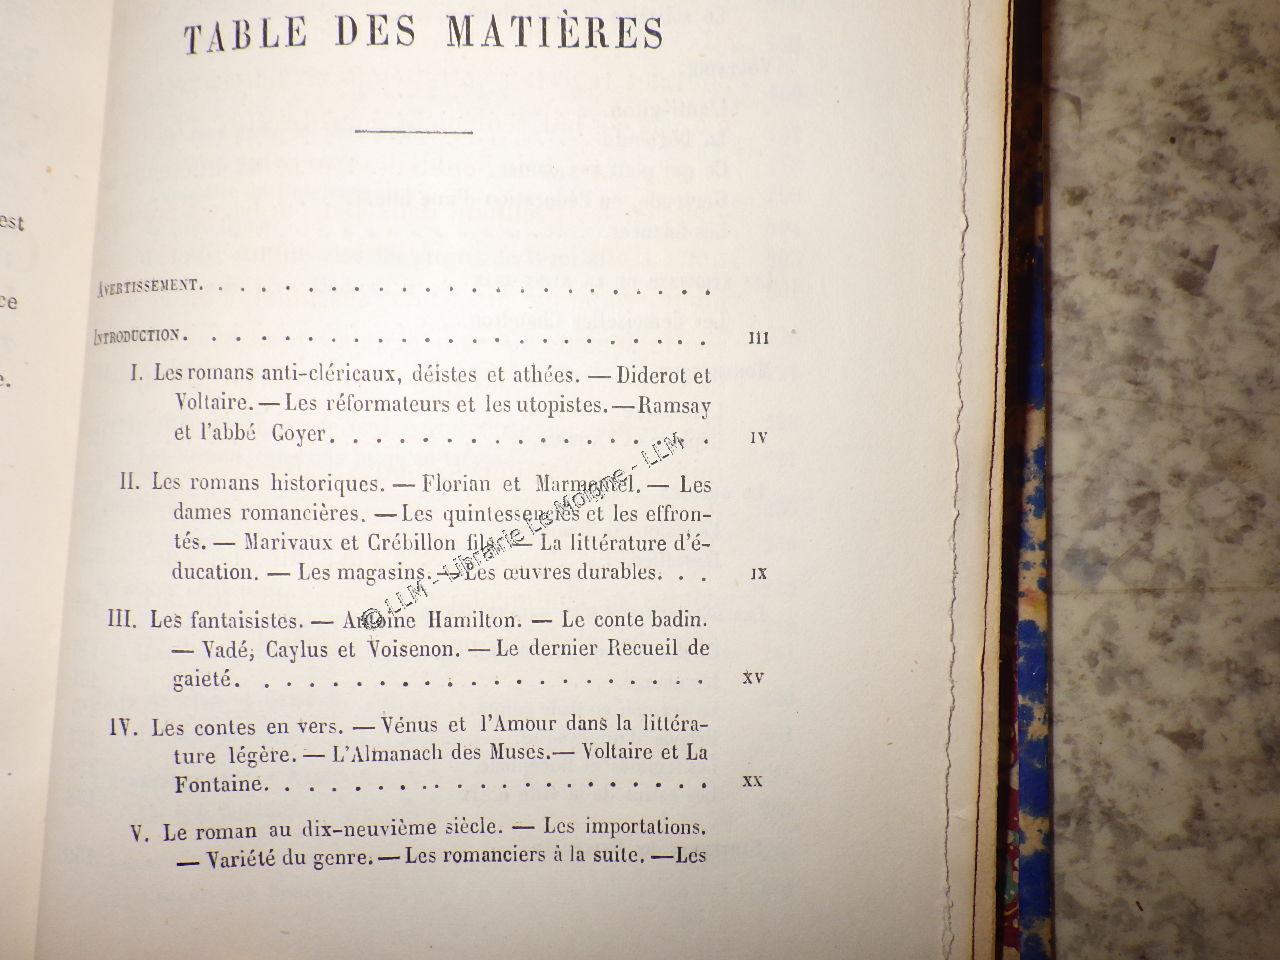 TABLE DES MATIÈRES
est
ce
AVERTISSEMENT. . . . . . . . . . . . . . . . . . . . .
INTRODUCTION. . . . . . . . . . . . . . . . . . . . . . III
I. Les romans anti-cléricaux, déistes et athées. — Diderot et
Voltaire. — Les réformateurs et les utopistes. — Ramsay
et l'abbé Goyer. . . . . . . . . . . . . . . . IV
II. Les romans historiques. — Florian et Marmontel. — Les
dames romancières. — Les quintessenciés et les effron-
tés. — Marivaux et Crébillon fils. — La littérature d'é-
ducation. — Les magasins. — Les œuvres durables. . . IX
III. Les fantaisistes. — Antoine Hamilton. — Le conte badin.
— Vadé, Caylus et Voisenon. — Le dernier Recueil de
gaieté. . . . . . . . . . . . . . . . . . . XV
IV. Les contes en vers. — Vénus et l'Amour dans la littéra-
ture légère. — L'Almanach des Muses. — Voltaire et La
Fontaine. . . . . . . . . . . . . . . . . . XX
V. Le roman au dix-neuvième siècle. — Les importations.
— Variété du genre. — Les romanciers à la suite. — Les
© LLM - Librairie Le Moigne - LLM